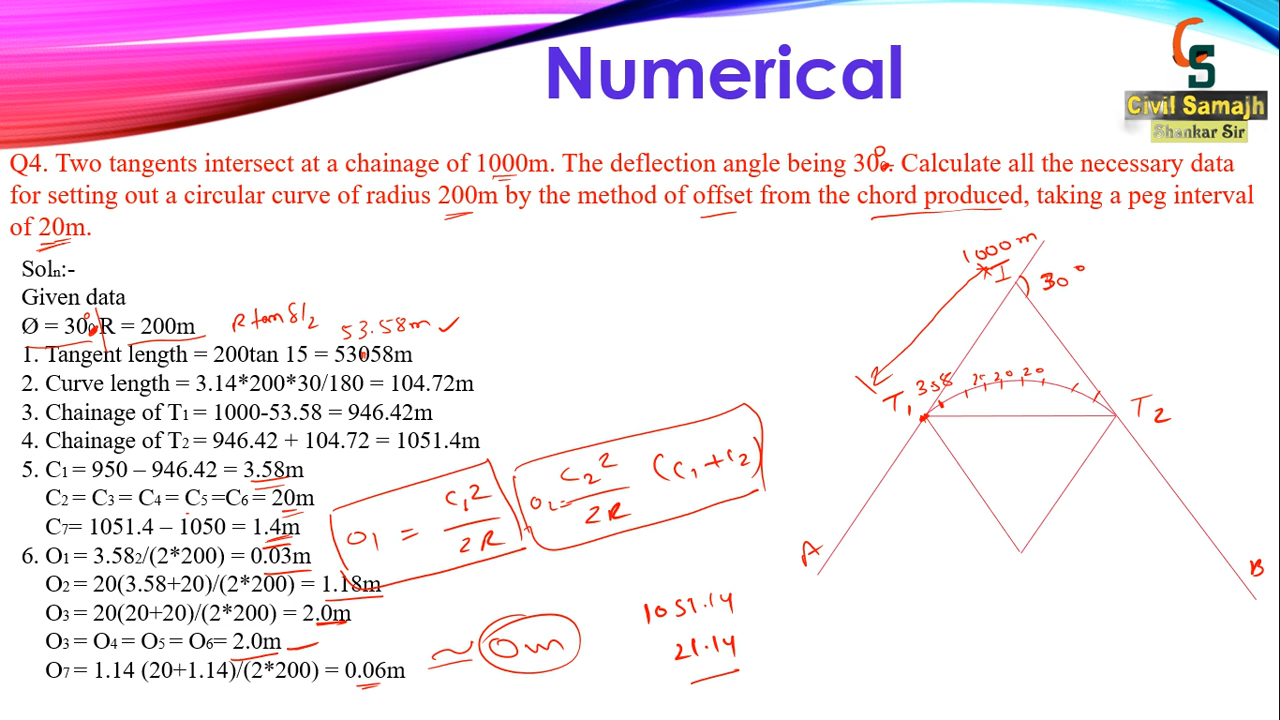 Numerical
CS
Civil Samajh
Shankar Sir
Q4. Two tangents intersect at a chainage of 1000m. The deflection angle being 30°. Calculate all the necessary data
for setting out a circular curve of radius 200m by the method of offset from the chord produced, taking a peg interval
of 20m.
Soln:-
Given data
Ø = 30° R = 200m
R tan δ/2
53.58m ✓
1. Tangent length = 200tan 15 = 53058m
2. Curve length = 3.14*200*30/180 = 104.72m
3. Chainage of T1 = 1000-53.58 = 946.42m
4. Chainage of T2 = 946.42 + 104.72 = 1051.4m
5. C1 = 950 – 946.42 = 3.58m
C2 = C3 = C4 = C5 =C6 = 20m
C7= 1051.4 – 1050 = 1.4m
6. O1 = 3.582/(2*200) = 0.03m
O2 = 20(3.58+20)/(2*200) = 1.18m
O3 = 20(20+20)/(2*200) = 2.0m
O3 = O4 = O5 = O6= 2.0m
O7 = 1.14 (20+1.14)/(2*200) = 0.06m
O1 = C1²/2R
O2 = C2²/2R (C1+C2)
~ 0m
1051.14
21.14
1000m
I
30°
T1
3.58
20
20
T2
A
B